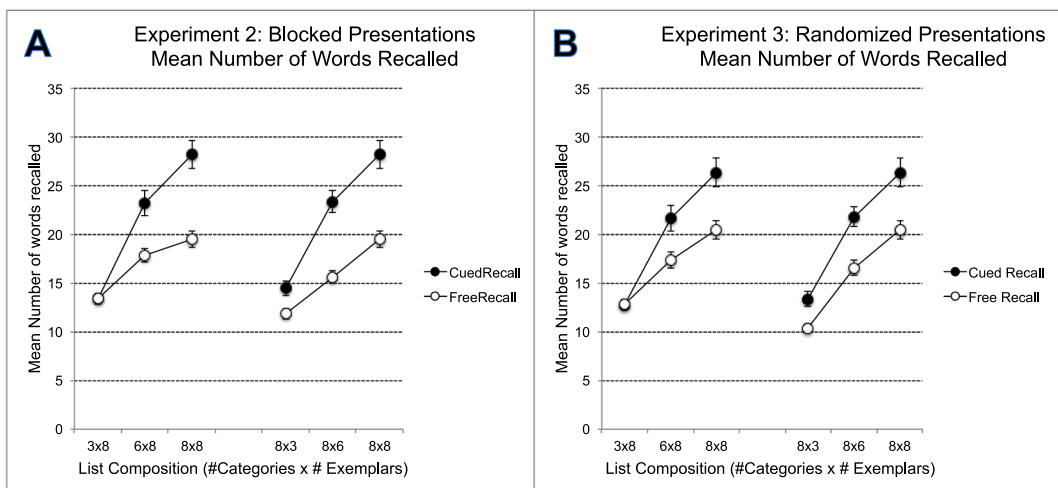 A
Experiment 2: Blocked Presentations
Mean Number of Words Recalled
Mean Number of words recalled
35
30
25
20
15
10
5
0
3x8 6x8 8x8 8x3 8x6 8x8
List Composition (#Categories x # Exemplars)
CuedRecall
FreeRecall
B
Experiment 3: Randomized Presentations
Mean Number of Words Recalled
Mean Number of words recalled
35
30
25
20
15
10
5
0
3x8 6x8 8x8 8x3 8x6 8x8
List Composition (#Categories x # Exemplars)
Cued Recall
Free Recall